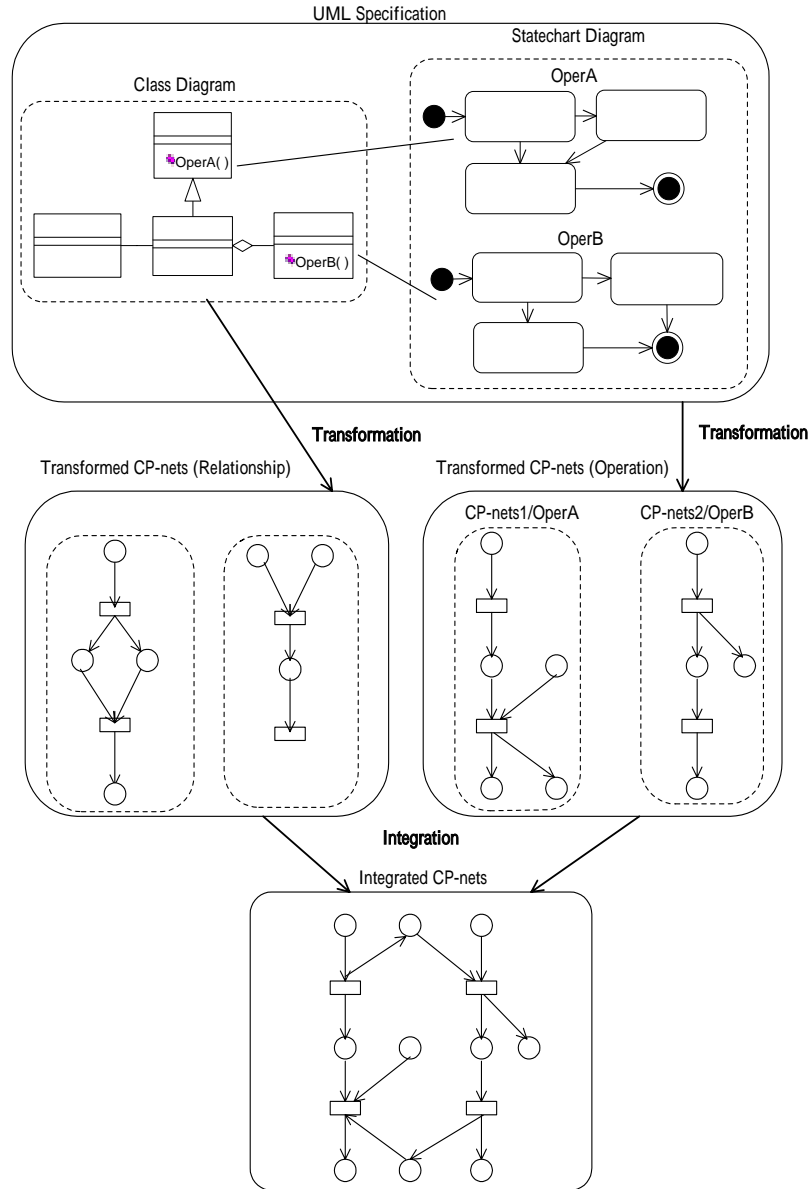 UML Specification
Statechart Diagram
Class Diagram
OperA
OperA( )
OperB
OperB( )
Transformation
Transformation
Transformed CP-nets (Relationship)
Transformed CP-nets (Operation)
CP-nets1/OperA
CP-nets2/OperB
Integration
Integrated CP-nets